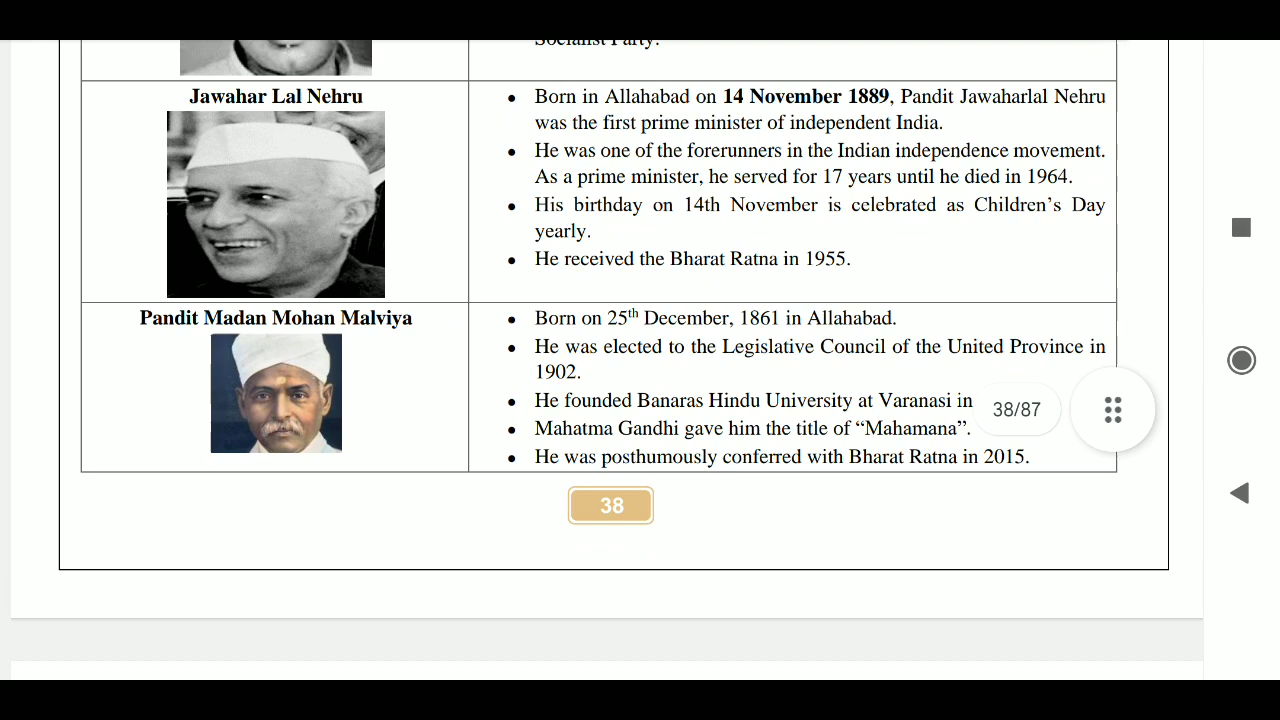 Socialist Party.
Jawahar Lal Nehru
• Born in Allahabad on 14 November 1889, Pandit Jawaharlal Nehru
was the first prime minister of independent India.
• He was one of the forerunners in the Indian independence movement.
As a prime minister, he served for 17 years until he died in 1964.
• His birthday on 14th November is celebrated as Children’s Day
yearly.
• He received the Bharat Ratna in 1955.
Pandit Madan Mohan Malviya
• Born on 25th December, 1861 in Allahabad.
• He was elected to the Legislative Council of the United Province in
1902.
• He founded Banaras Hindu University at Varanasi in
• Mahatma Gandhi gave him the title of “Mahamana”.
• He was posthumously conferred with Bharat Ratna in 2015.
38/87
38